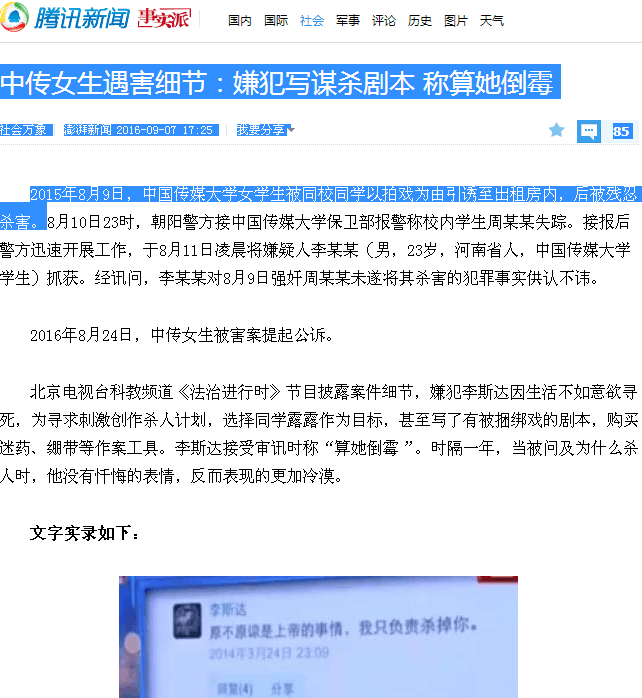 腾讯新闻 事实派 国内 国际 社会 军事 评论 历史 图片 天气
中传女生遇害细节：嫌犯写谋杀剧本 称算她倒霉
社会万象 澎湃新闻 2016-09-07 17:25 我要分享 85
2015年8月9日，中国传媒大学女学生被同校同学以拍戏为由引诱至出租房内，后被残忍
杀害。8月10日23时，朝阳警方接中国传媒大学保卫部报警称校内学生周某某失踪。接报后
警方迅速开展工作，于8月11日凌晨将嫌疑人李某某（男，23岁，河南省人，中国传媒大学
学生）抓获。经讯问，李某某对8月9日强奸周某某未遂将其杀害的犯罪事实供认不讳。
2016年8月24日，中传女生被害案提起公诉。
北京电视台科教频道《法治进行时》节目披露案件细节，嫌犯李斯达因生活不如意欲寻
死，为寻求刺激创作杀人计划，选择同学露露作为目标，甚至写了有被捆绑戏的剧本，购买
迷药、绷带等作案工具。李斯达接受审讯时称“算她倒霉 ”。时隔一年，当被问及为什么杀
人时，他没有忏悔的表情，反而表现的更加冷漠。
文字实录如下：
李斯达
原不原谅是上帝的事情，我只负责杀掉你。
2014年3月24日 23:09
回复(4) 分享